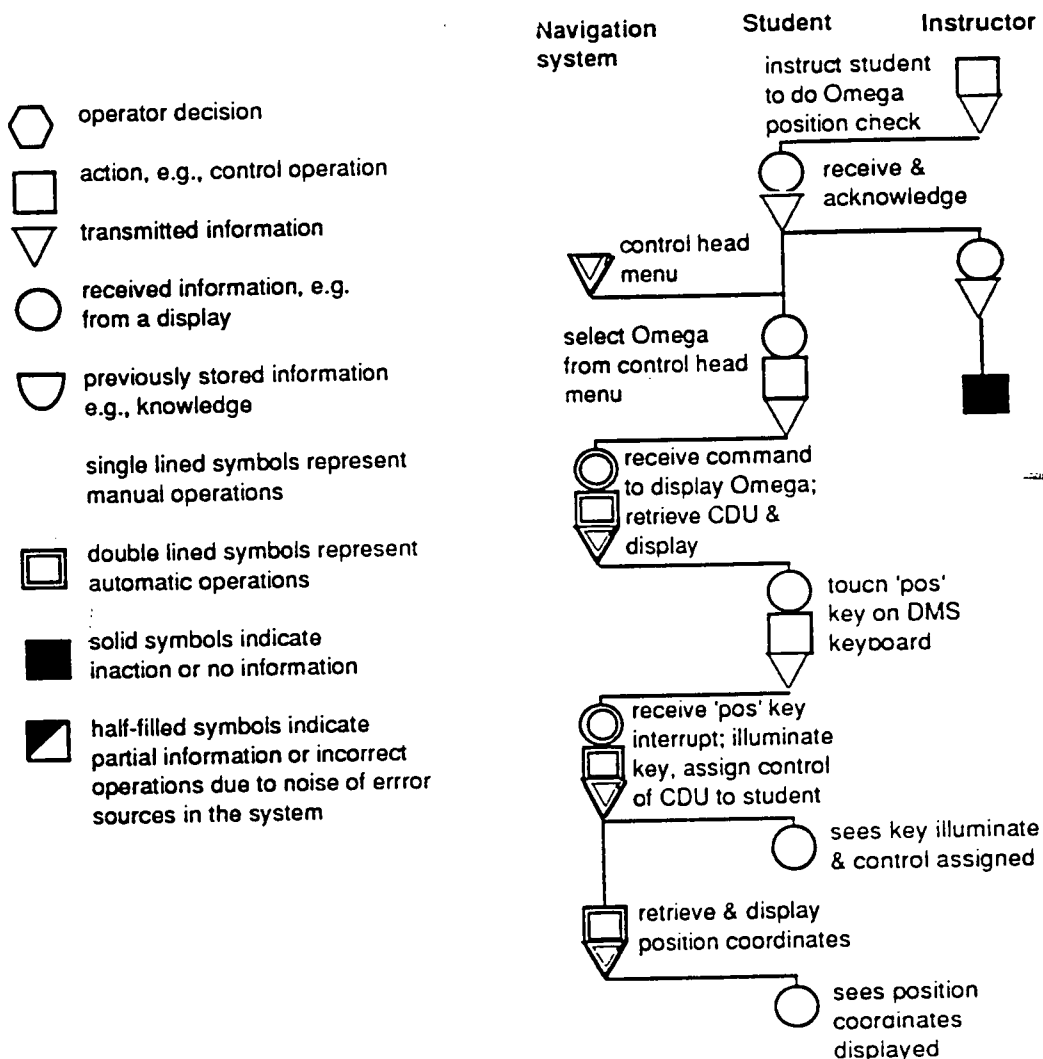 operator decision
action, e.g., control operation
transmitted information
received information, e.g.
from a display
previously stored information
e.g., knowledge
single lined symbols represent
manual operations
double lined symbols represent
automatic operations
solid symbols indicate
inaction or no information
half-filled symbols indicate
partial information or incorrect
operations due to noise of errror
sources in the system
Navigation
system
Student
Instructor
instruct student
to do Omega
position check
receive &
acknowledge
control head
menu
select Omega
from control head
menu
receive command
to display Omega;
retrieve CDU &
display
toucn 'pos'
key on DMS
keyboard
receive 'pos' key
interrupt; illuminate
key, assign control
of CDU to student
sees key illuminate
& control assigned
retrieve & display
position coordinates
sees position
coordinates
displayed